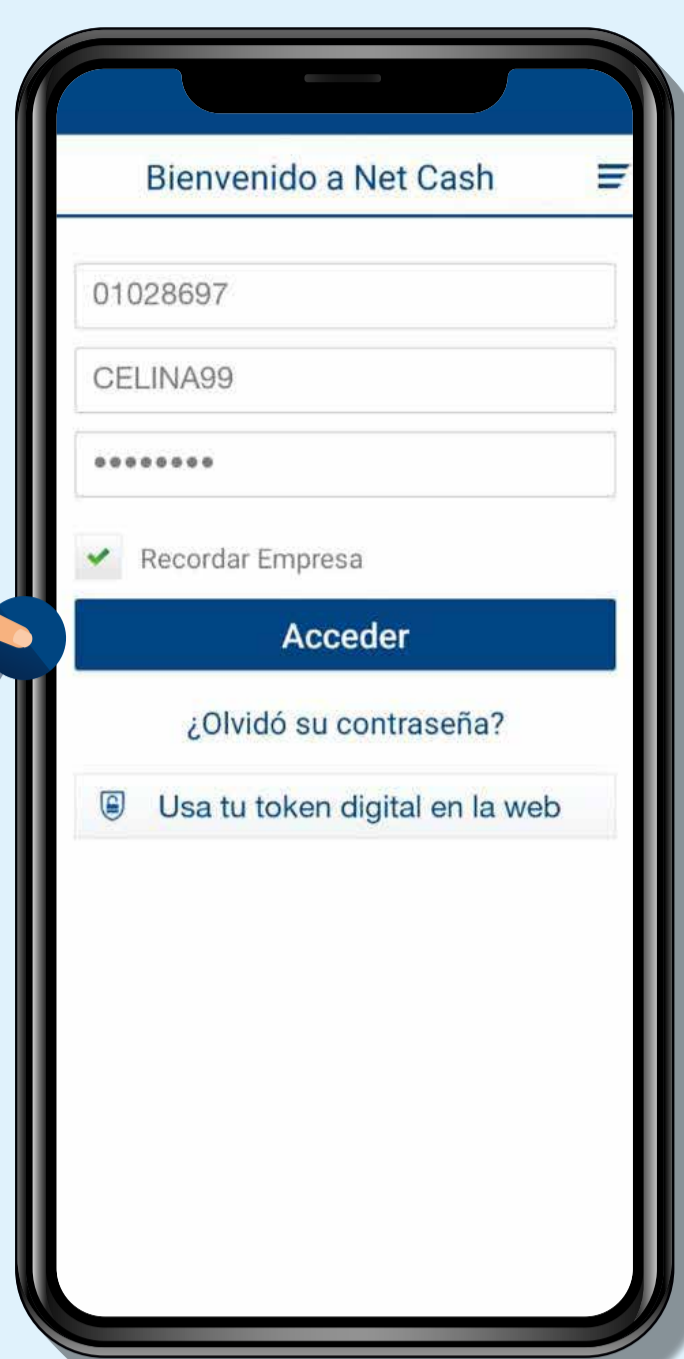 Bienvenido a Net Cash
01028697
CELINA99
••••••••
Recordar Empresa
Acceder
¿Olvidó su contraseña?
Usa tu token digital en la web